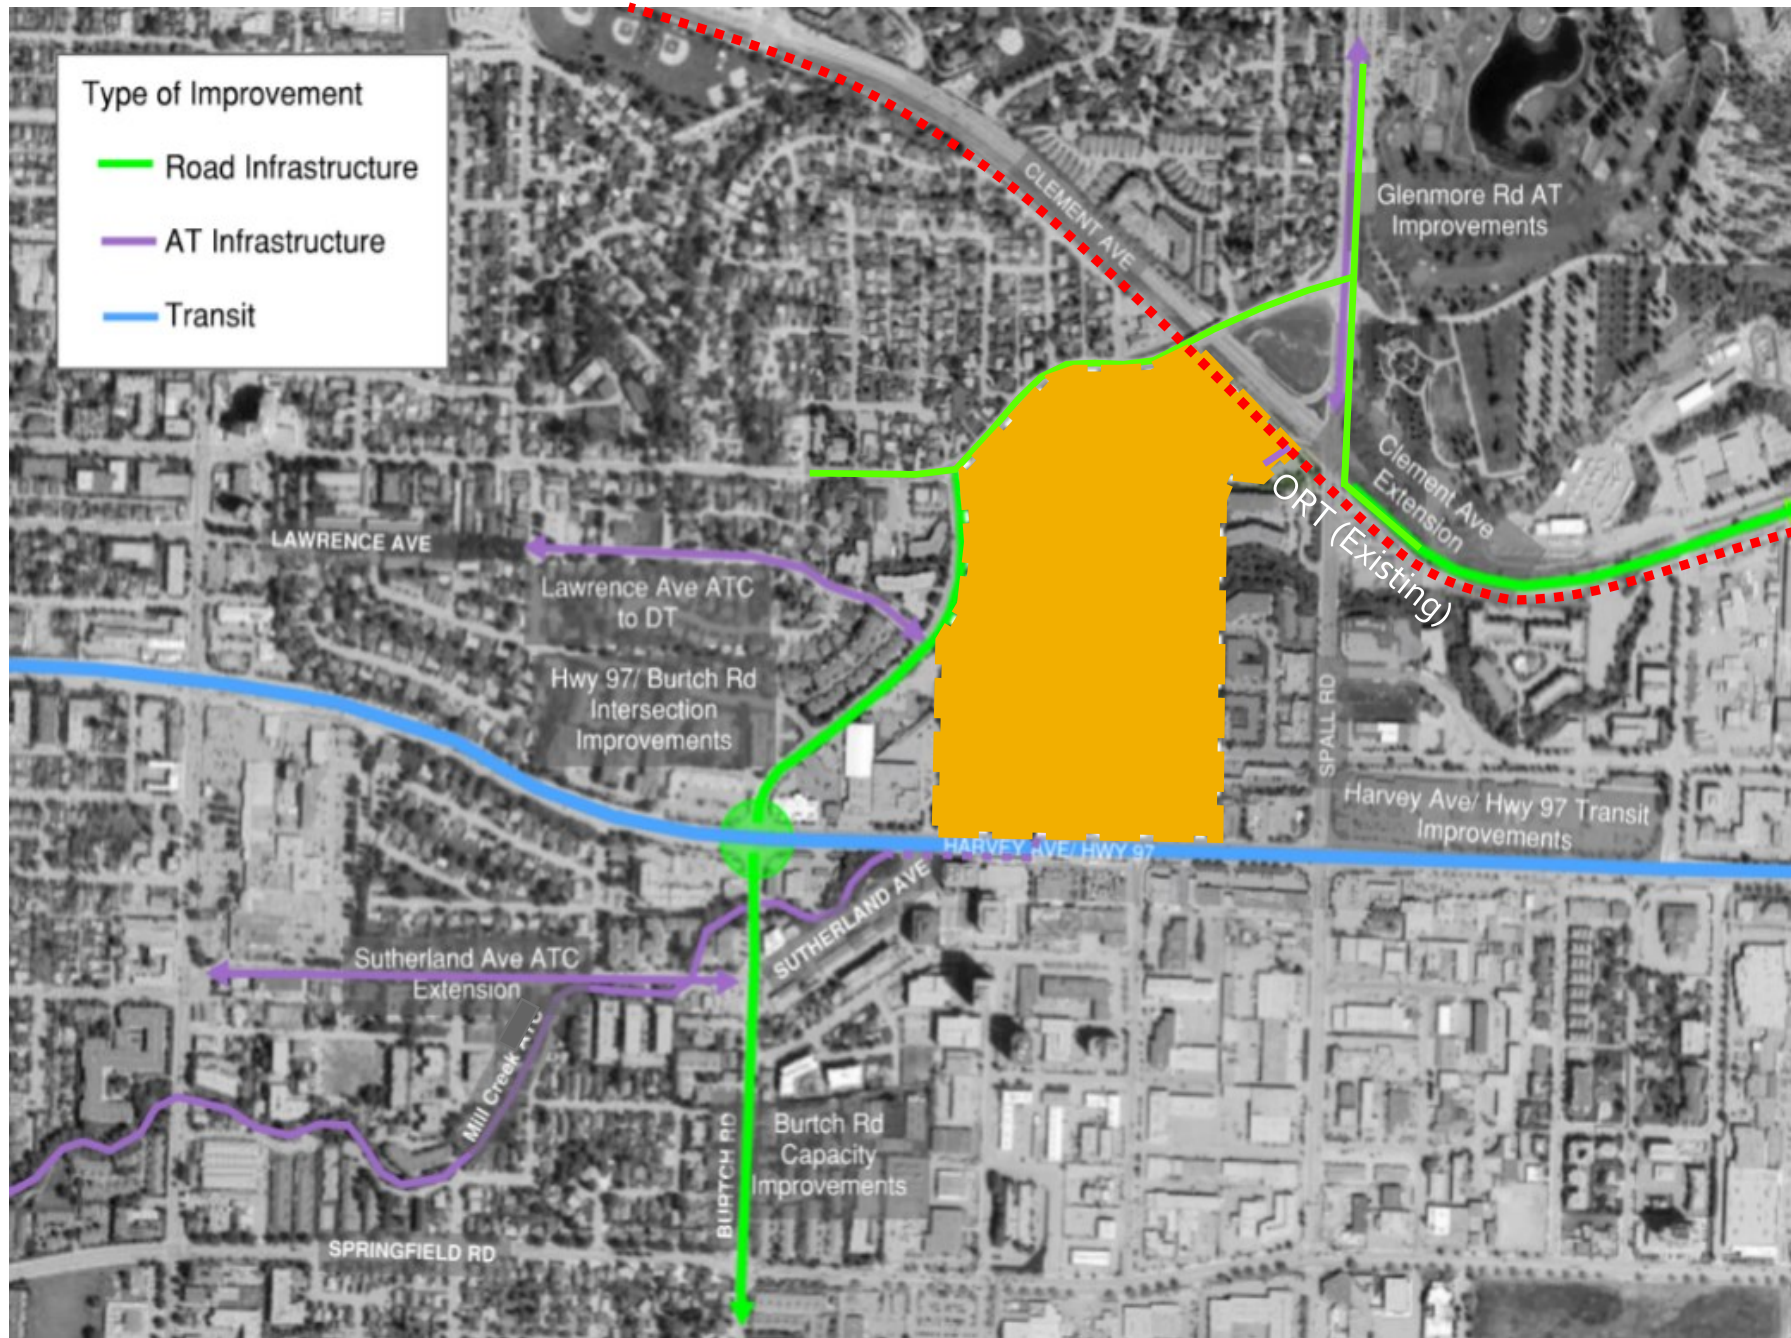 Type of Improvement
Road Infrastructure
AT Infrastructure
Transit
CLEMENT AVE
Glenmore Rd AT
Improvements
Clement Ave
Extension
ORT (Existing)
LAWRENCE AVE
Lawrence Ave ATC
to DT
Hwy 97/ Burtch Rd
Intersection
Improvements
SPALL RD
Harvey Ave/ Hwy 97 Transit
Improvements
HARVEY AVE/ HWY 97
SUTHERLAND AVE
Sutherland Ave ATC
Extension
Mill Creek ATC
BURTCH RD
Burtch Rd
Capacity
Improvements
SPRINGFIELD RD